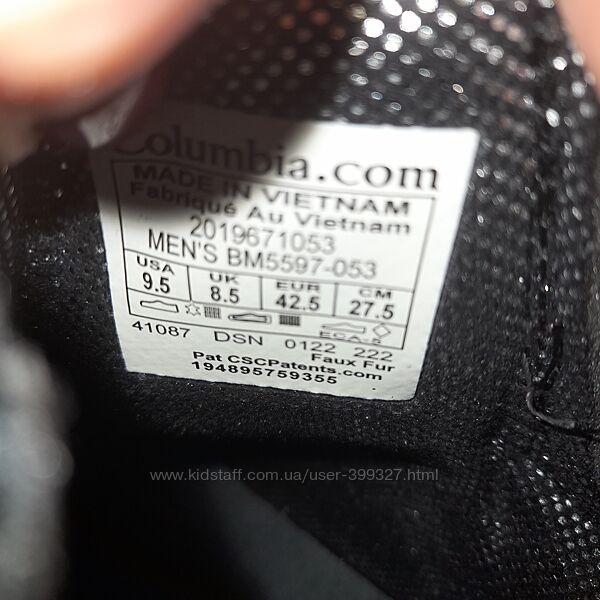 Columbia.com
MADE IN VIETNAM
Fabriqué Au Vietnam
2019671053
MEN'S BM5597-053
USA UK EUR CM
9.5 8.5 42.5 27.5
41087 DSN 0122 222
Faux Fur
Pat CSCPatents.com
194895759355
www.kidstaff.com.ua/user-399327.html